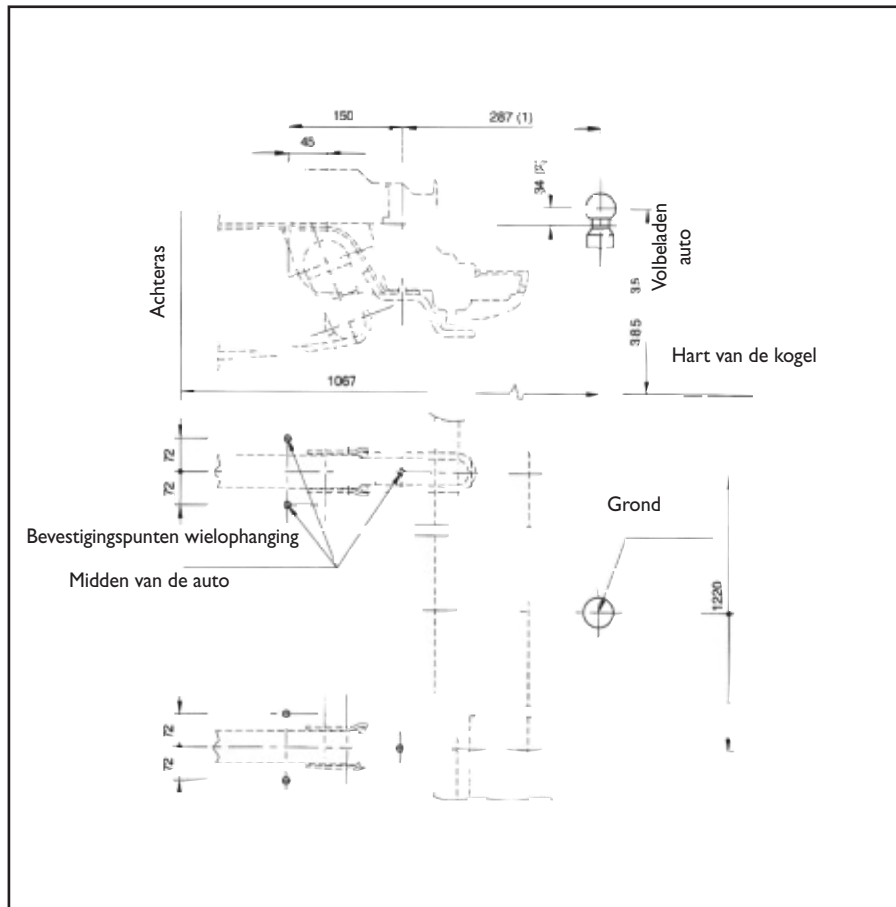 150
287 (1)
45
34 (2)
Achteras
Volbeladen
auto
385 35
Hart van de kogel
1067
72
72
Grond
Bevestigingspunten wielophanging
Midden van de auto
1220
72
72